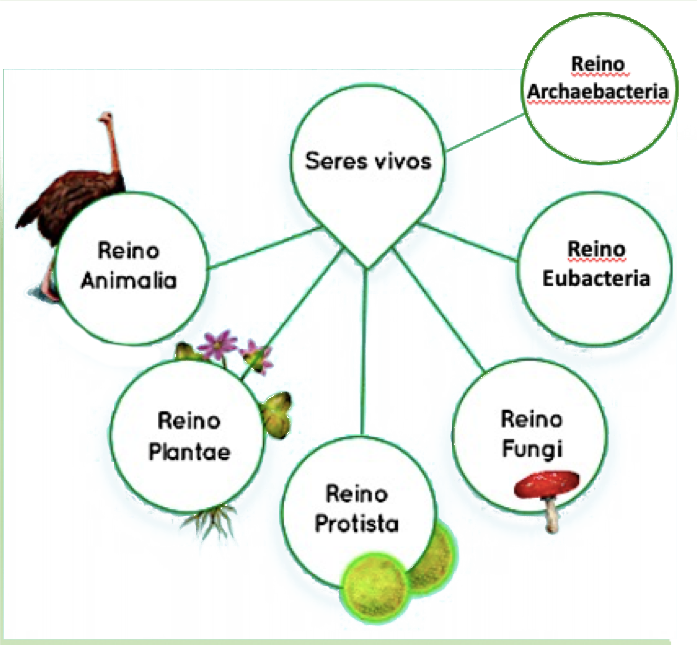 Reino
Archaebacteria
Seres vivos
Reino
Animalia
Reino
Eubacteria
Reino
Plantae
Reino
Fungi
Reino
Protista